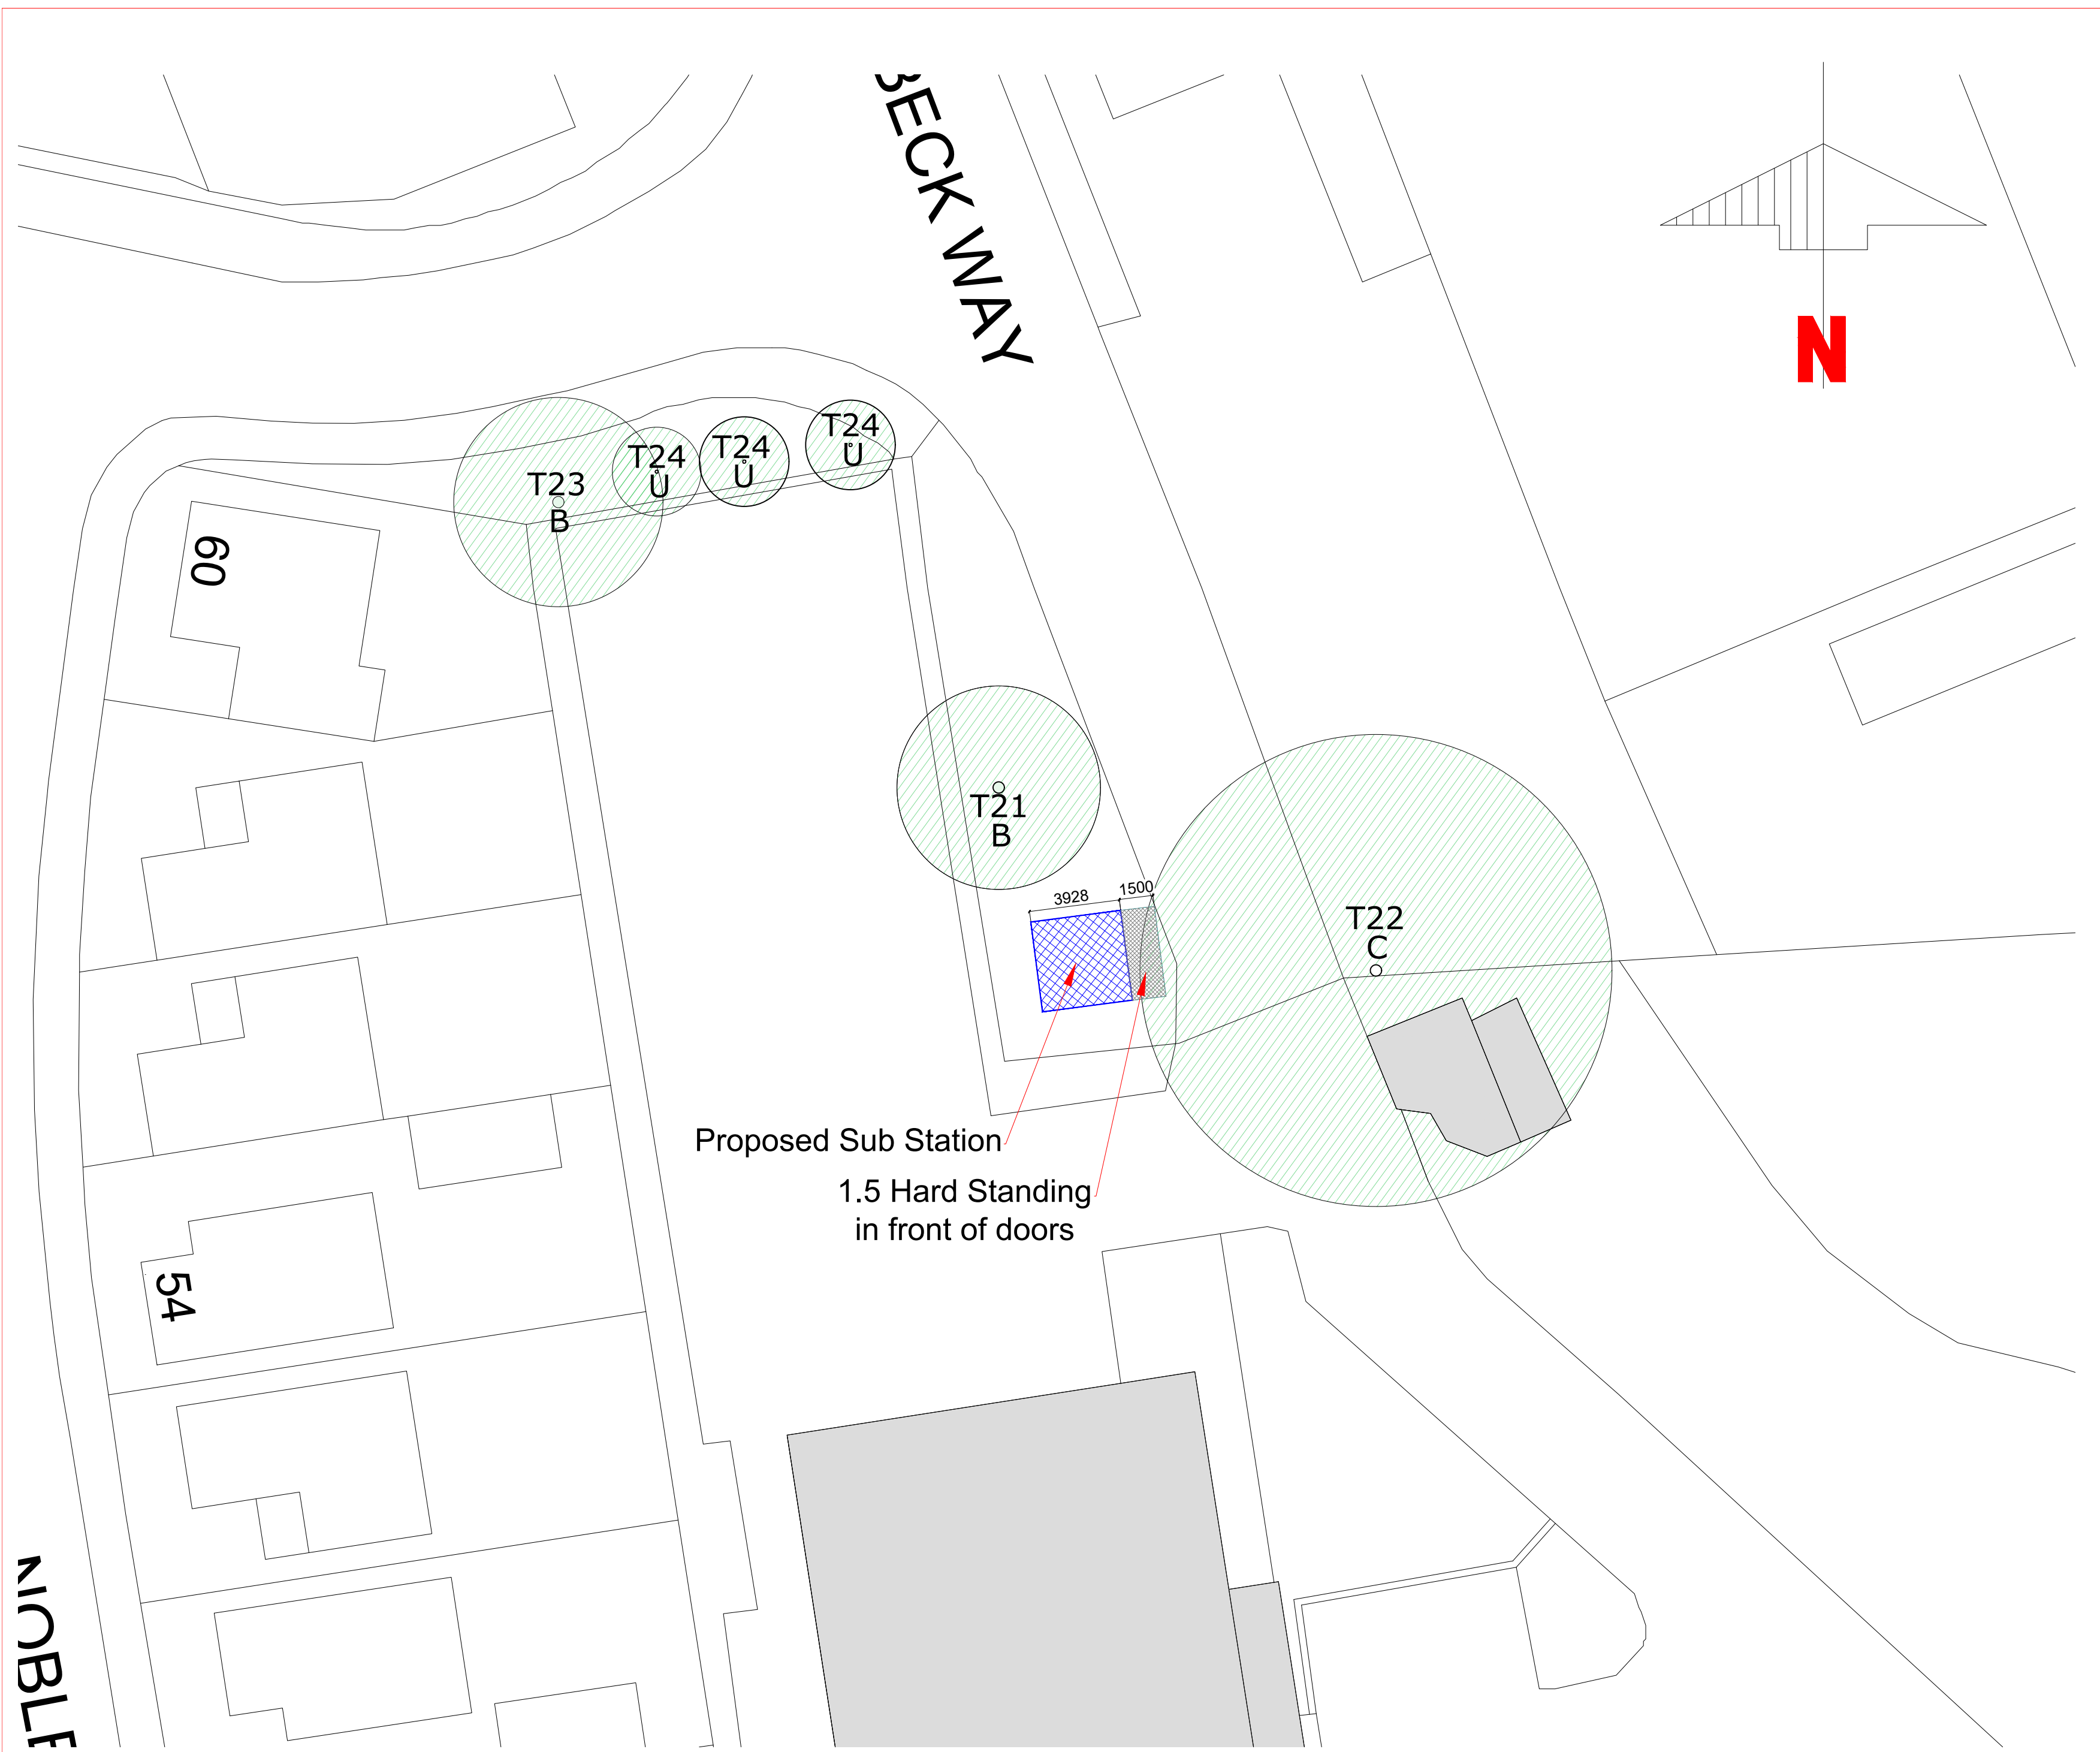 BECK WAY
N
T24
U
T24
U
T24
U
T23
B
60
T21
B
3928
1500
T22
C
Proposed Sub Station
1.5 Hard Standing
in front of doors
54
NOBLE